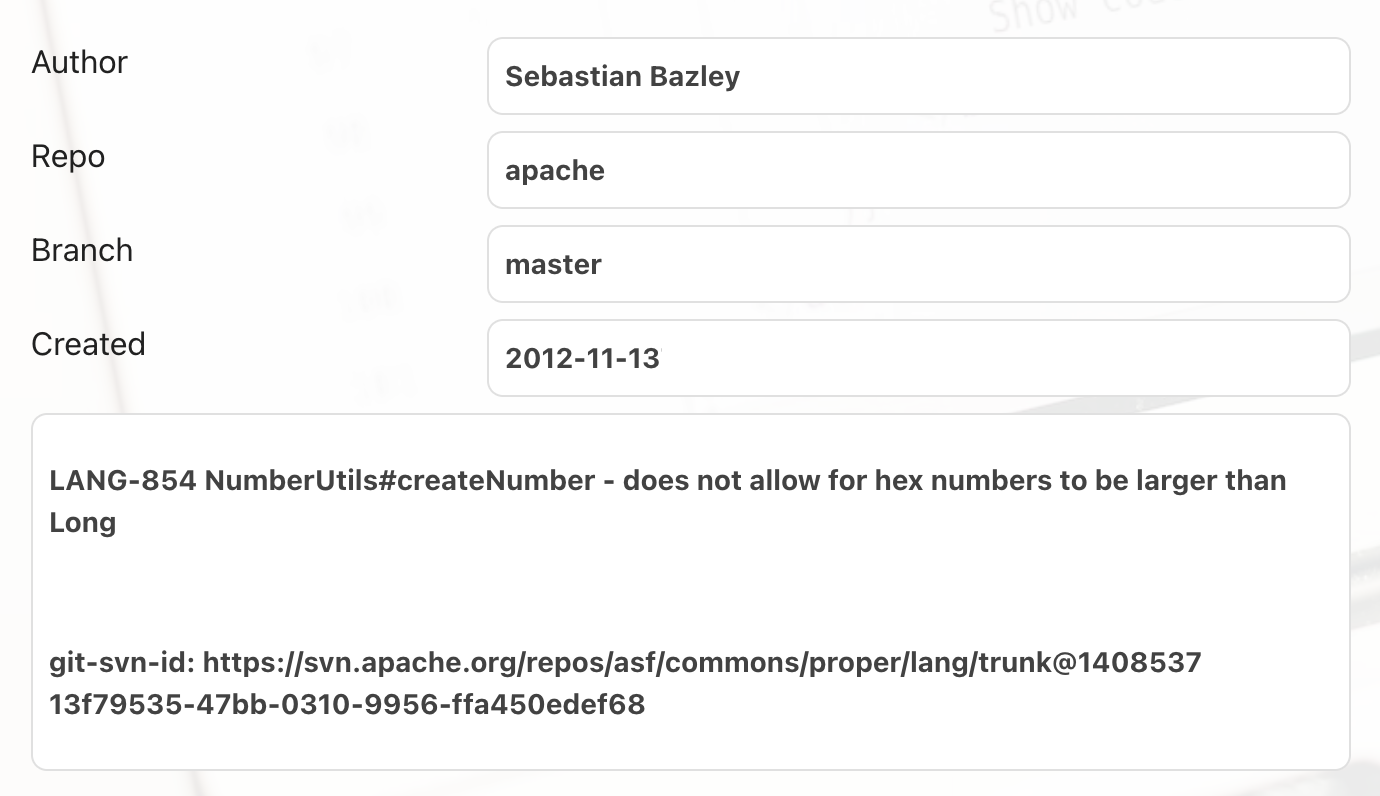 Show
Author
Sebastian Bazley
Repo
apache
Branch
master
Created
2012-11-13
LANG-854 NumberUtils#createNumber - does not allow for hex numbers to be larger than
Long
git-svn-id: https://svn.apache.org/repos/asf/commons/proper/lang/trunk@1408537
13f79535-47bb-0310-9956-ffa450edef68